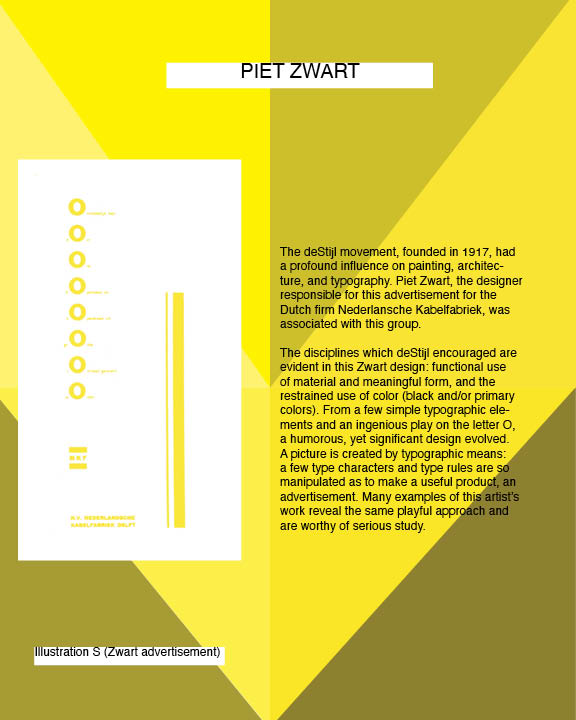 PIET ZWART
O
O
O
O
O
O
O
O
NKF
N.V. NEDERLANDSCHE
KABELFABRIEK DELFT
The deStijl movement, founded in 1917, had
a profound influence on painting, architec-
ture, and typography. Piet Zwart, the designer
responsible for this advertisement for the
Dutch firm Nederlansche Kabelfabriek, was
associated with this group.
The disciplines which deStijl encouraged are
evident in this Zwart design: functional use
of material and meaningful form, and the
restrained use of color (black and/or primary
colors). From a few simple typographic ele-
ments and an ingenious play on the letter O,
a humorous, yet significant design evolved.
A picture is created by typographic means:
a few type characters and type rules are so
manipulated as to make a useful product, an
advertisement. Many examples of this artist's
work reveal the same playful approach and
are worthy of serious study.
Illustration S (Zwart advertisement)